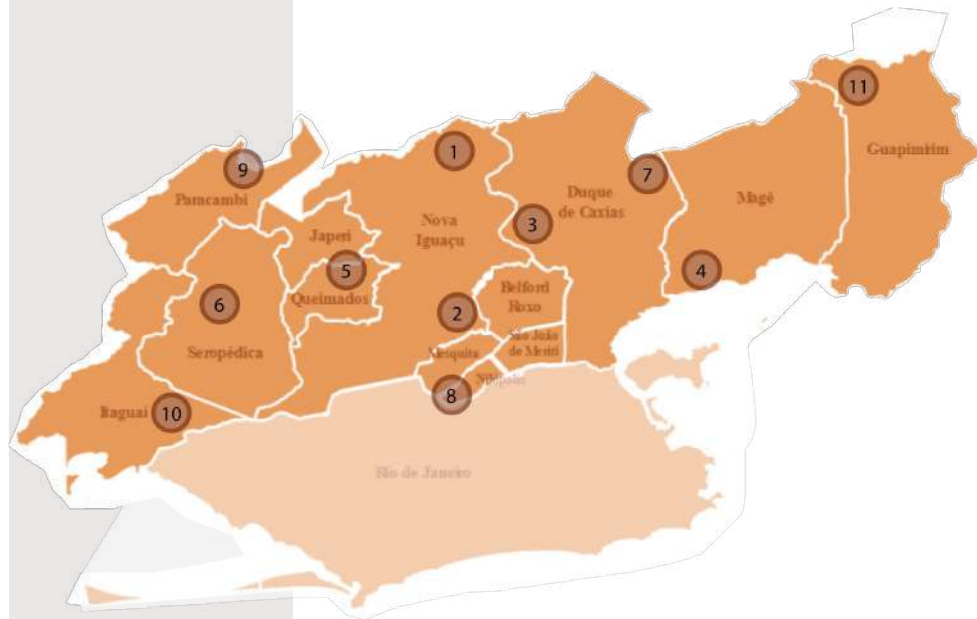 11
1
Guapimirim
9
7
Paracambi
Duque
de Caxias
Magé
Nova
Iguaçu
3
Japeri
5
4
Queimados
Belford
Roxo
6
2
São João
de Meriti
Seropédica
Mesquita
Nilópolis
8
Itaguaí
10
Rio de Janeiro